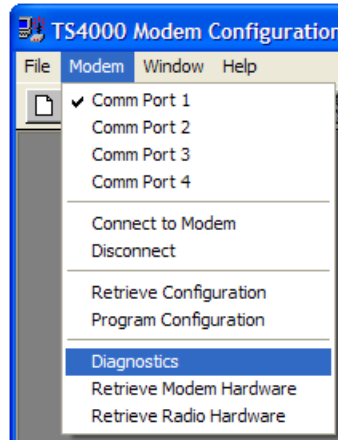 TS4000 Modem Configuration
File Modem Window Help
Comm Port 1
Comm Port 2
Comm Port 3
Comm Port 4
Connect to Modem
Disconnect
Retrieve Configuration
Program Configuration
Diagnostics
Retrieve Modem Hardware
Retrieve Radio Hardware